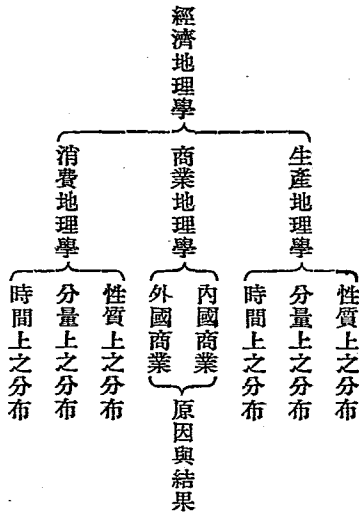 經濟地理學
生產地理學
性質上之分布
分量上之分布
時間上之分布
商業地理學
內國商業
外國商業
原因與結果
消費地理學
性質上之分布
分量上之分布
時間上之分布